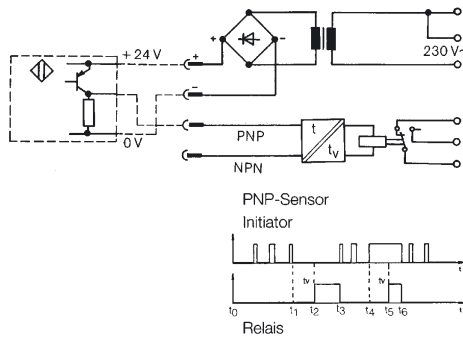 + 24 V
+
+
–
230 V~
–
0 V
PNP
NPN
t
tv
PNP-Sensor
Initiator
t
tv
tv
t0
t1
t2
t3
t4
t5
t6
t
Relais